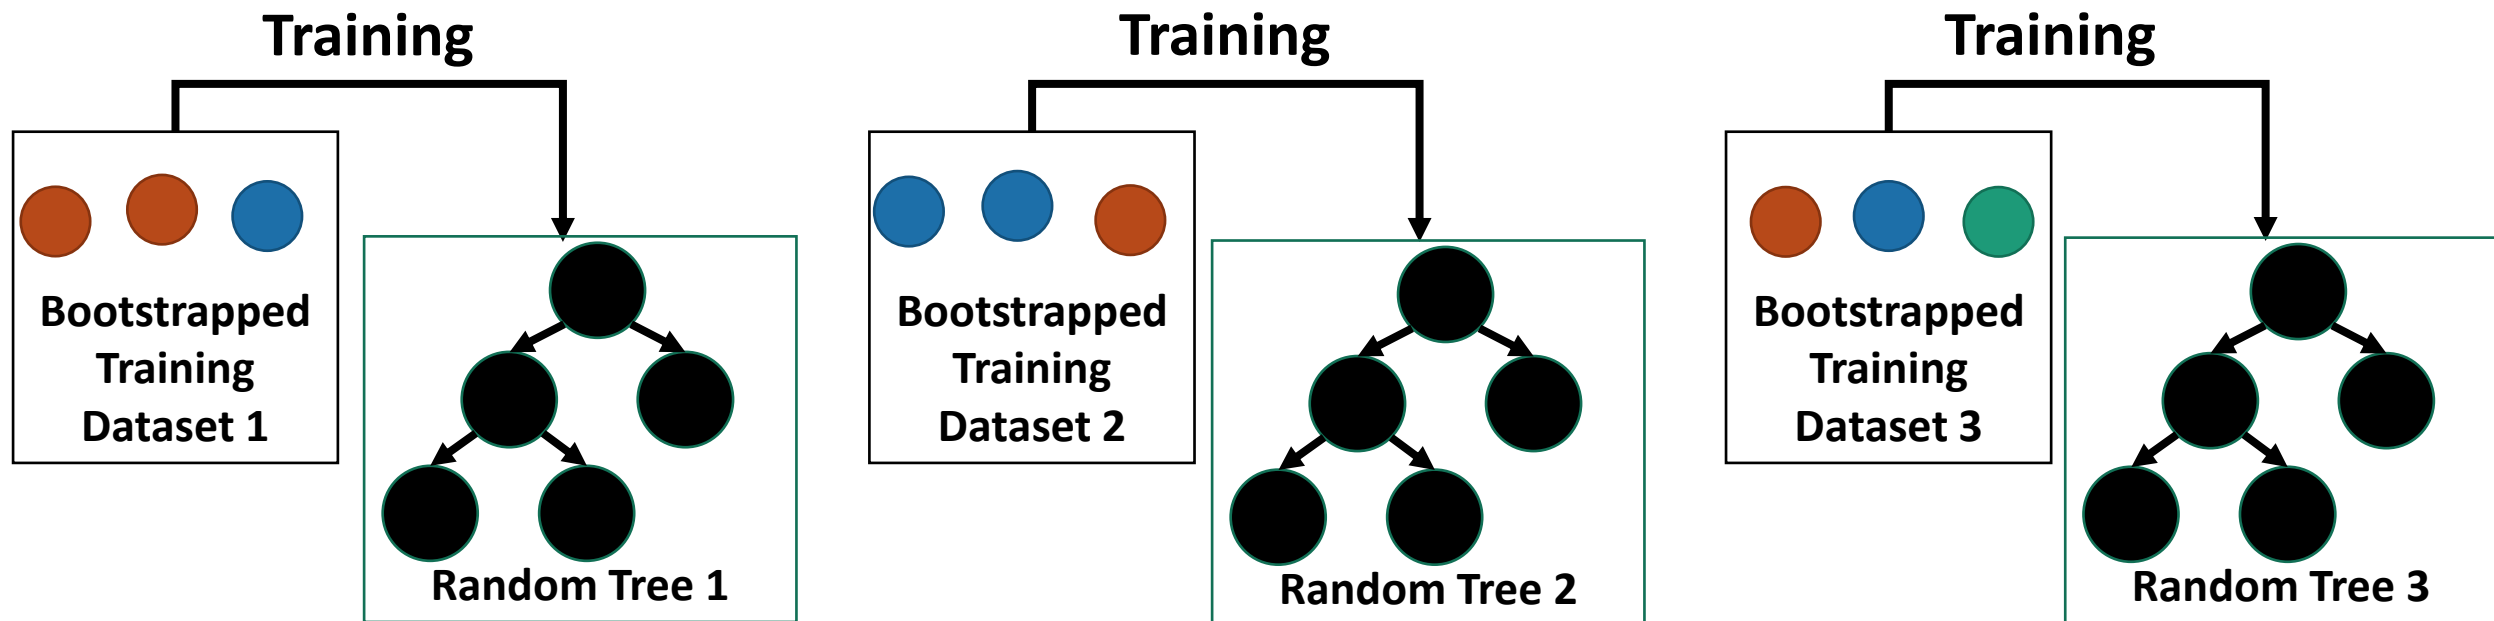 Training
Bootstrapped
Training
Dataset 1
Random Tree 1
Training
Bootstrapped
Training
Dataset 2
Random Tree 2
Training
Bootstrapped
Training
Dataset 3
Random Tree 3